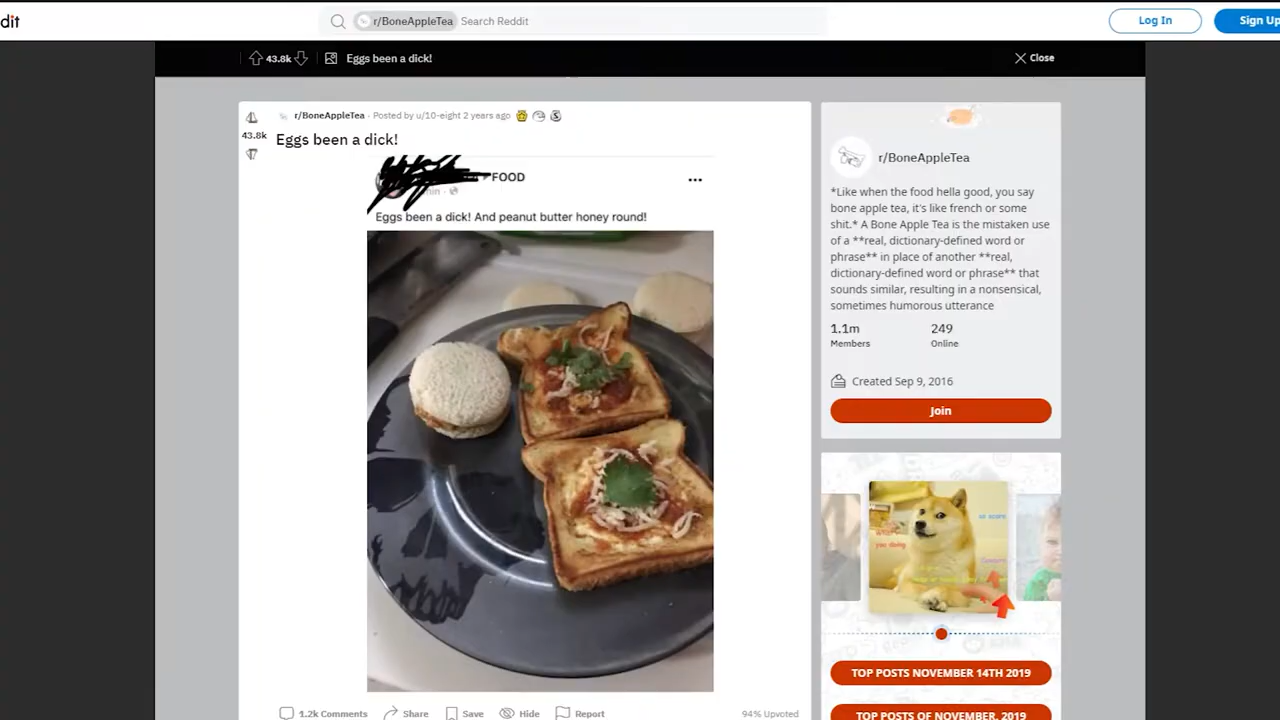 dit
r/BoneAppleTea Search Reddit
Log In
Sign Up
43.8k
Eggs been a dick!
Close
r/BoneAppleTea · Posted by u/10-eight 2 years ago
43.8k
Eggs been a dick!
FOOD
Eggs been a dick! And peanut butter honey round!
r/BoneAppleTea
*Like when the food hella good, you say
bone apple tea, it's like french or some
shit.* A Bone Apple Tea is the mistaken use
of a **real, dictionary-defined word or
phrase** in place of another **real,
dictionary-defined word or phrase** that
sounds similar, resulting in a nonsensical,
sometimes humorous utterance
1.1m
249
Members
Online
Created Sep 9, 2016
Join
so scare
you doing
TOP POSTS NOVEMBER 14TH 2019
TOP POSTS OF NOVEMBER, 2019
1.2k Comments
Share
Save
Hide
Report
94% Upvoted